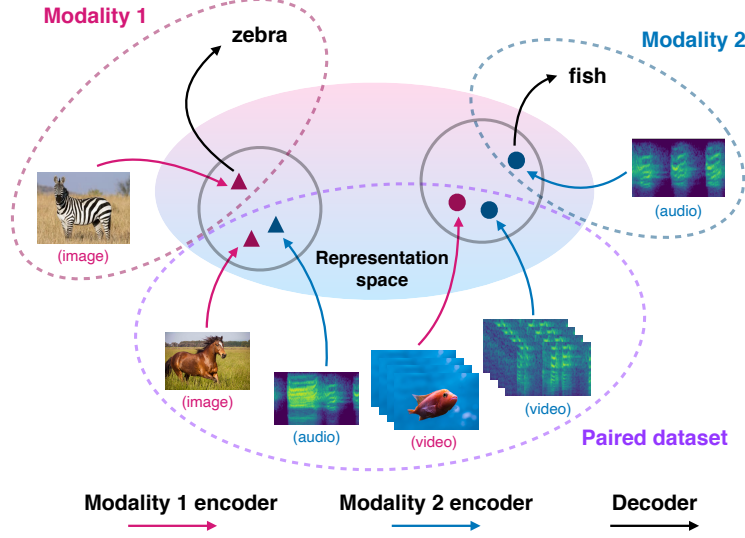 Modality 1
zebra
Modality 2
fish
(image)
(audio)
Representation
space
(image)
(audio)
(video)
(video)
Paired dataset
Modality 1 encoder
Modality 2 encoder
Decoder